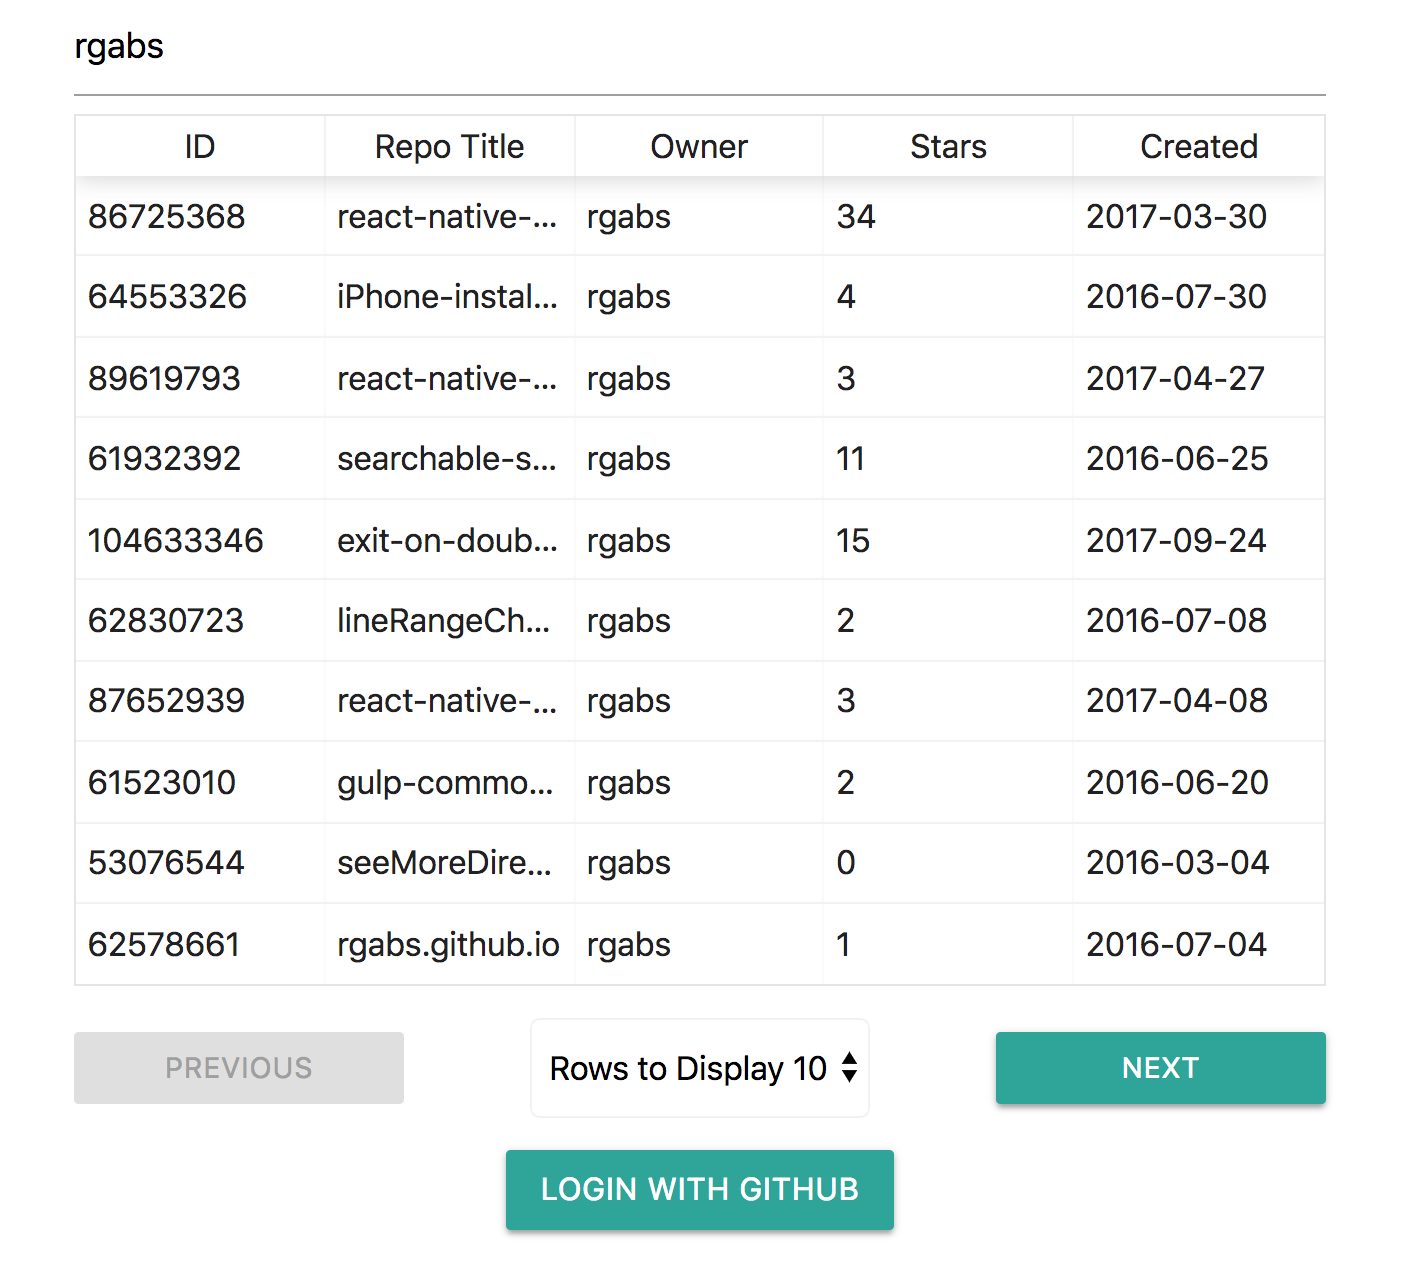 rgabs
ID Repo Title Owner Stars Created
86725368 react-native-... rgabs 34 2017-03-30
64553326 iPhone-instal... rgabs 4 2016-07-30
89619793 react-native-... rgabs 3 2017-04-27
61932392 searchable-s... rgabs 11 2016-06-25
104633346 exit-on-doub... rgabs 15 2017-09-24
62830723 lineRangeCh... rgabs 2 2016-07-08
87652939 react-native-... rgabs 3 2017-04-08
61523010 gulp-commo... rgabs 2 2016-06-20
53076544 seeMoreDire... rgabs 0 2016-03-04
62578661 rgabs.github.io rgabs 1 2016-07-04
PREVIOUS Rows to Display 10 NEXT
LOGIN WITH GITHUB